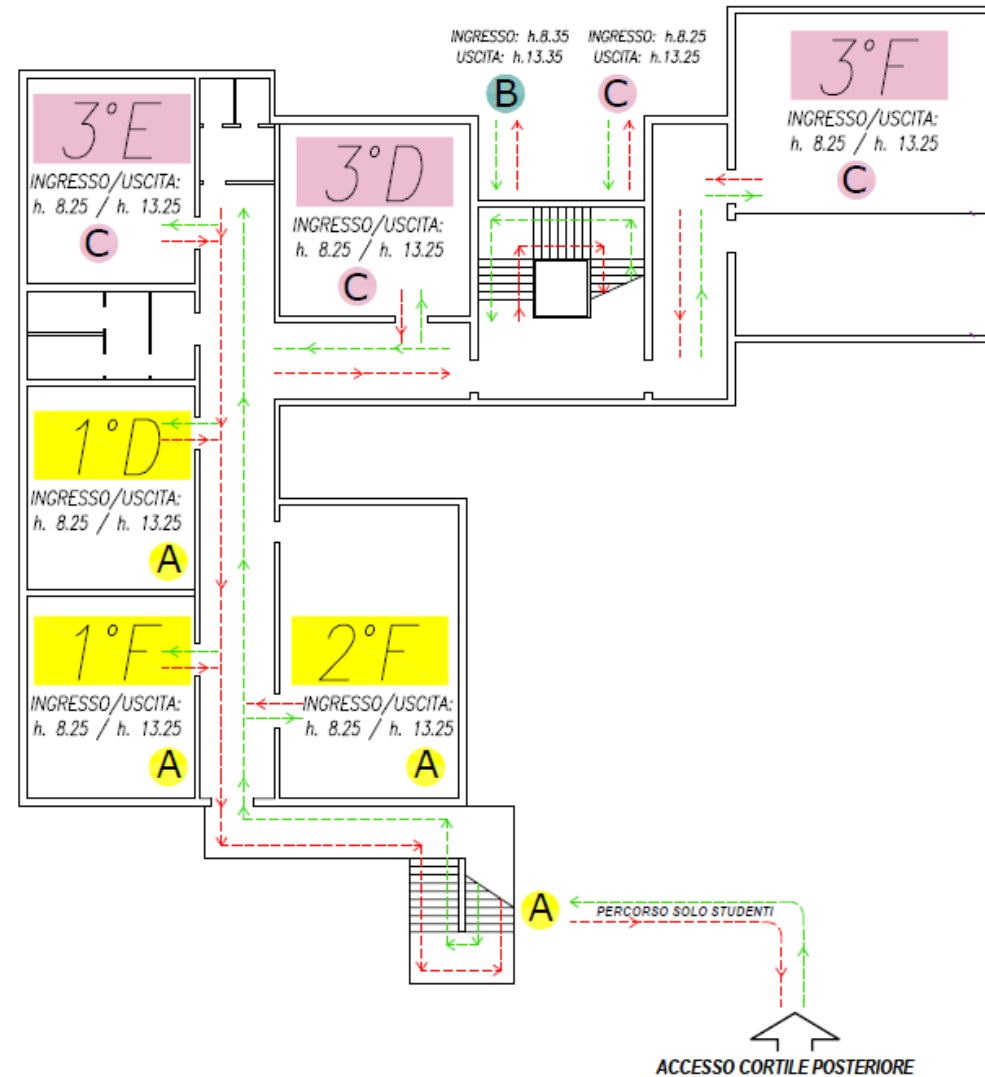 INGRESSO: h.8.35
USCITA: h.13.35
B
INGRESSO: h.8.25
USCITA: h.13.25
C
3°F
INGRESSO/USCITA:
h. 8.25 / h. 13.25
C
3°E
INGRESSO/USCITA:
h. 8.25 / h. 13.25
C
3°D
INGRESSO/USCITA:
h. 8.25 / h. 13.25
C
1°D
INGRESSO/USCITA:
h. 8.25 / h. 13.25
A
1°F
INGRESSO/USCITA:
h. 8.25 / h. 13.25
A
2°F
INGRESSO/USCITA:
h. 8.25 / h. 13.25
A
A
PERCORSO SOLO STUDENTI
ACCESSO CORTILE POSTERIORE